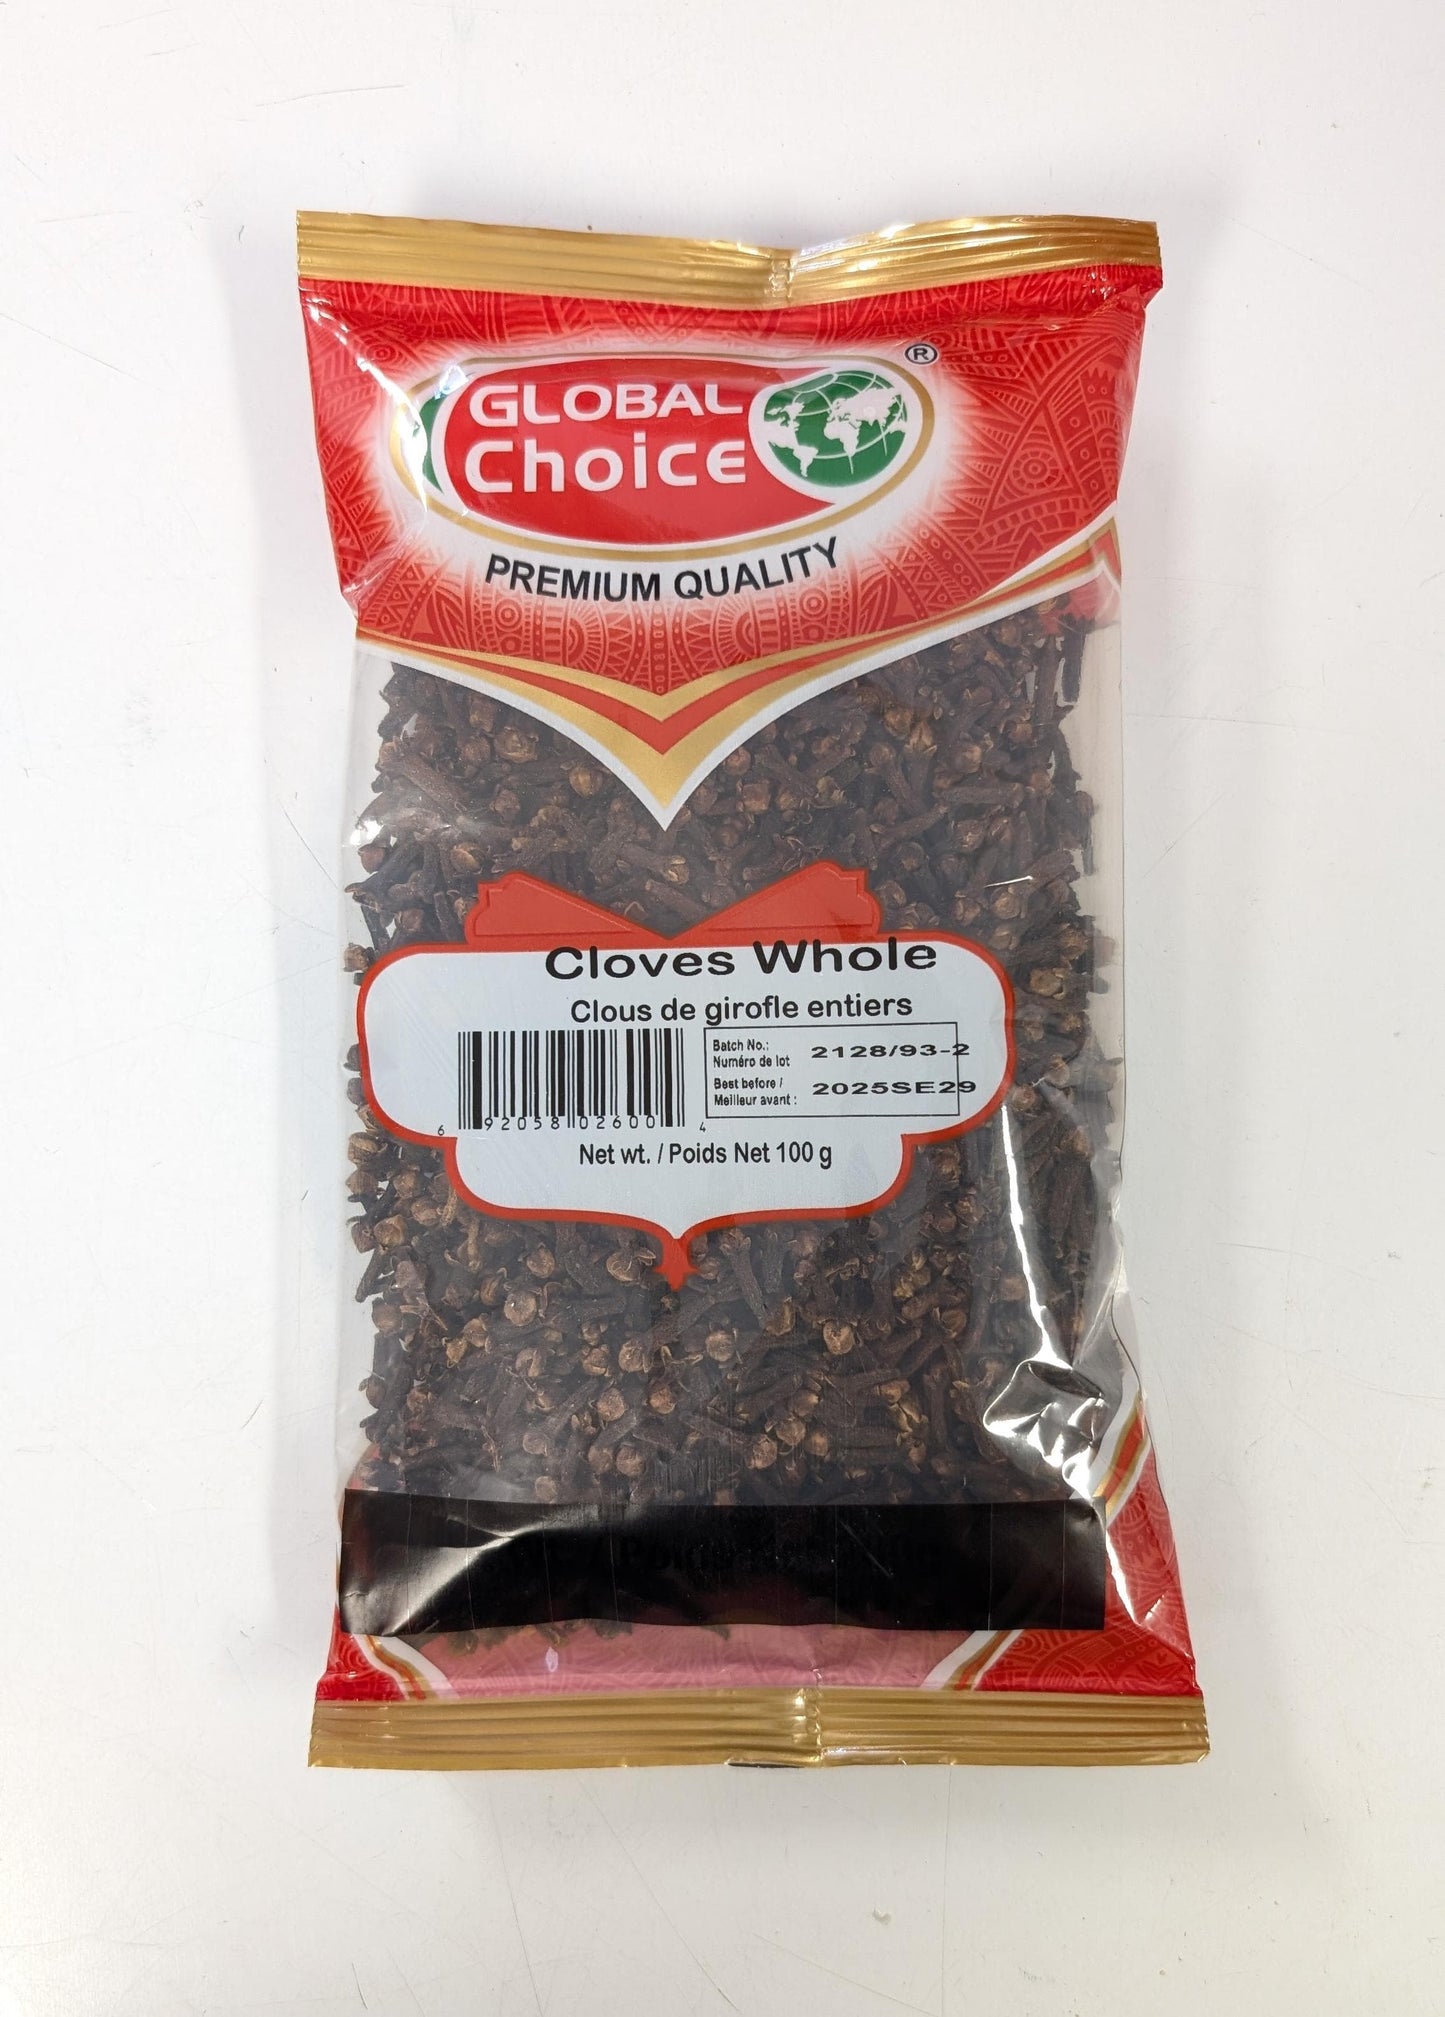 GLOBAL
Choice
®
PREMIUM QUALITY
Cloves Whole
Clous de girofle entiers
Batch No.: 2128/93-2
Numéro de lot
Best before / 2025SE29
Meilleur avant :
6 92058 02600 4
Net wt. / Poids Net 100 g